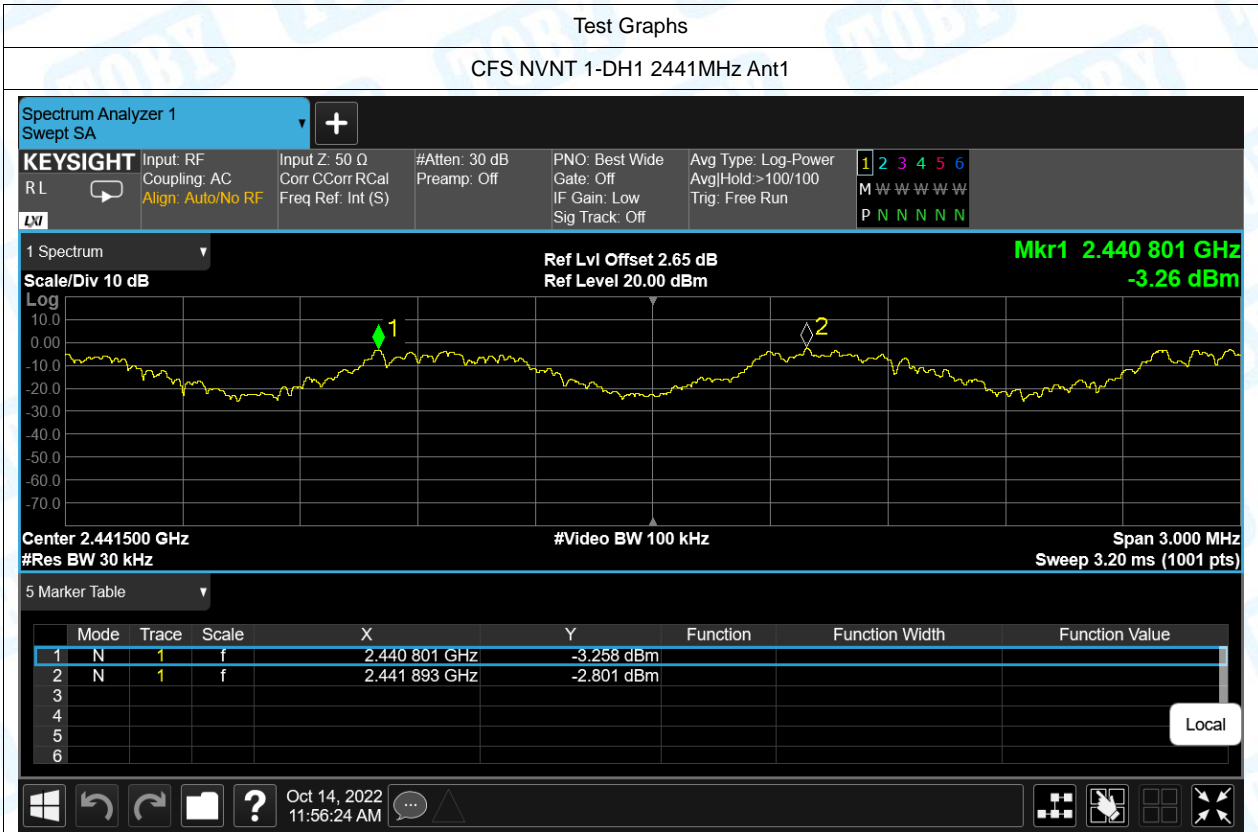 Test Graphs
CFS NVNT 1-DH1 2441MHz Ant1
Spectrum Analyzer 1
Swept SA
KEYSIGHT
RL
LXI
Input: RF
Coupling: AC
Align: Auto/No RF
Input Z: 50 Ω
Corr CCorr RCal
Freq Ref: Int (S)
#Atten: 30 dB
Preamp: Off
PNO: Best Wide
Gate: Off
IF Gain: Low
Sig Track: Off
Avg Type: Log-Power
Avg|Hold:>100/100
Trig: Free Run
1 2 3 4 5 6
M W W W W W
P N N N N N
1 Spectrum
Scale/Div 10 dB
Ref Lvl Offset 2.65 dB
Ref Level 20.00 dBm
Mkr1 2.440 801 GHz
-3.26 dBm
Log
10.0
0.00
-10.0
-20.0
-30.0
-40.0
-50.0
-60.0
-70.0
1
2
Center 2.441500 GHz
#Res BW 30 kHz
#Video BW 100 kHz
Span 3.000 MHz
Sweep 3.20 ms (1001 pts)
5 Marker Table
Mode Trace Scale X Y Function Function Width Function Value
1 N 1 f 2.440 801 GHz -3.258 dBm
2 N 1 f 2.441 893 GHz -2.801 dBm
3
4
5
6
Local
?
Oct 14, 2022
11:56:24 AM
TOBY